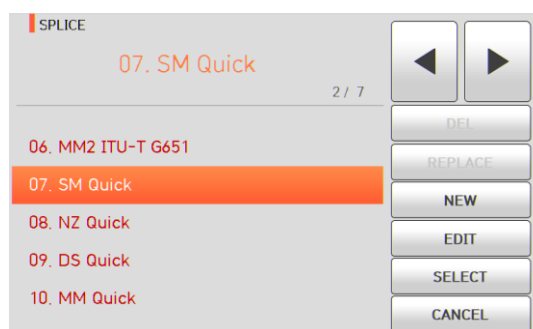 SPLICE
07. SM Quick
2 / 7
06. MM2 ITU-T G651
07. SM Quick
08. NZ Quick
09. DS Quick
10. MM Quick
DEL
REPLACE
NEW
EDIT
SELECT
CANCEL